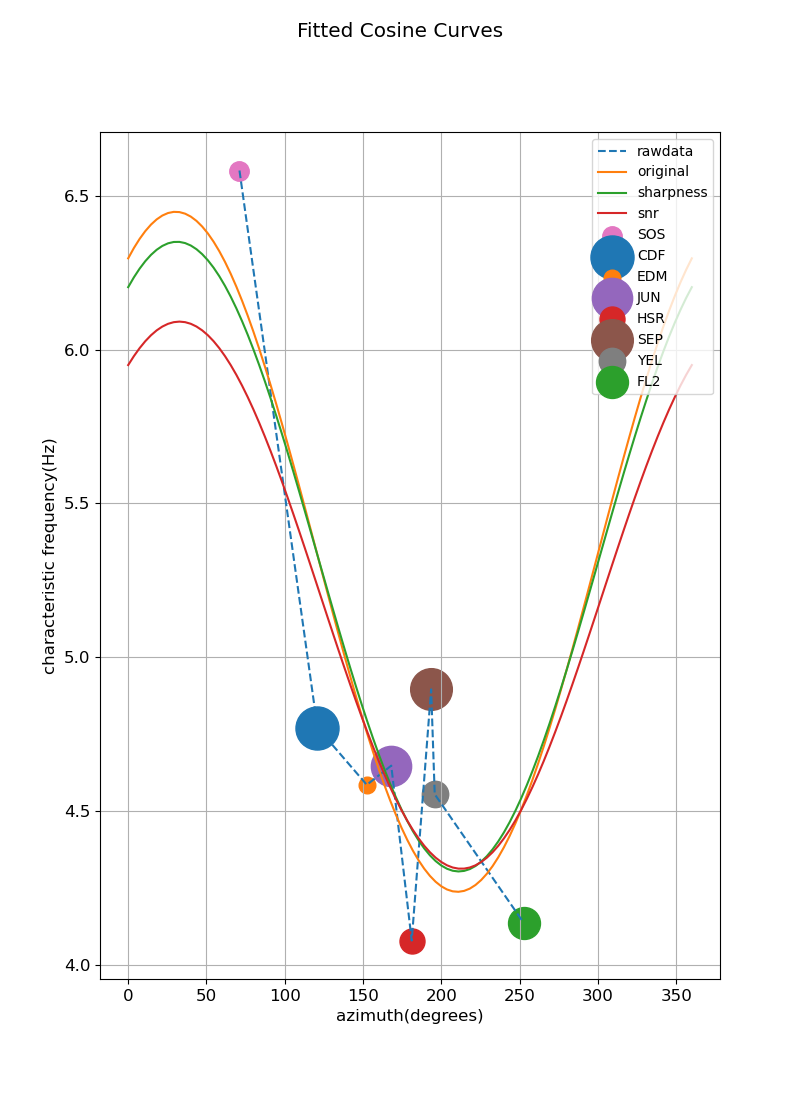 Fitted Cosine Curves
characteristic frequency(Hz)
6.5
6.0
5.5
5.0
4.5
4.0
0 50 100 150 200 250 300 350
azimuth(degrees)
rawdata
original
sharpness
snr
SOS
CDF
EDM
JUN
HSR
SEP
YEL
FL2